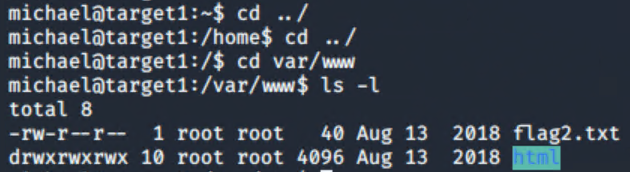 michael@target1:~$ cd ../
michael@target1:/home$ cd ../
michael@target1:/$ cd var/www
michael@target1:/var/www$ ls -l
total 8
-rw-r--r--  1 root root   40 Aug 13  2018 flag2.txt
drwxrwxrwx 10 root root 4096 Aug 13  2018 html